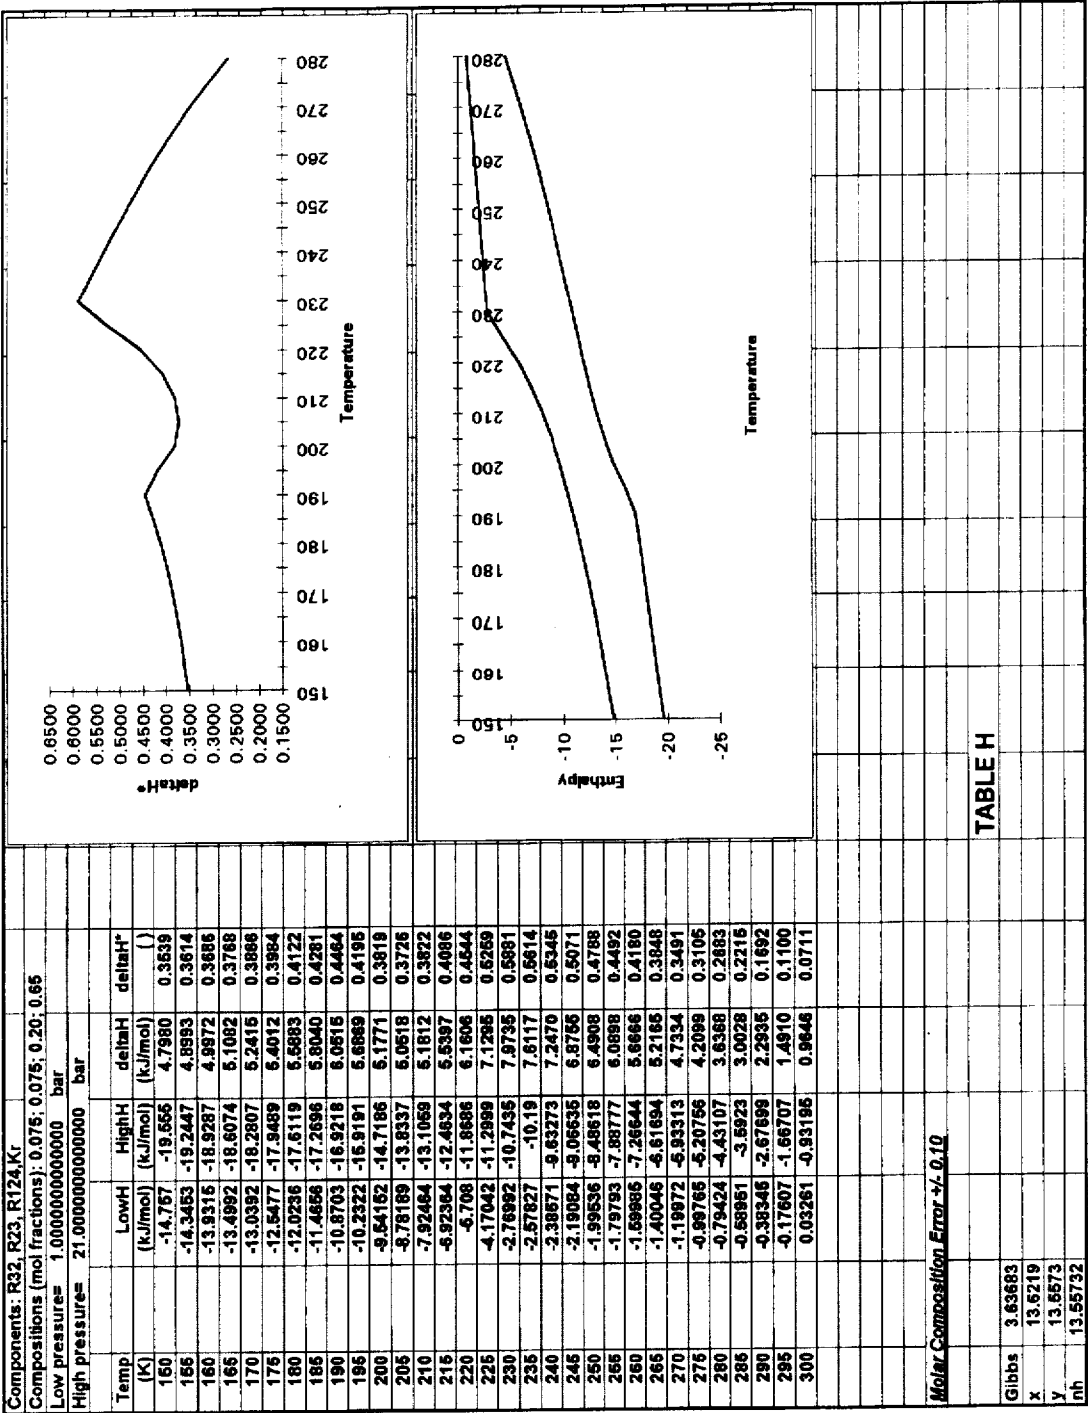 Components: R32, R23, R124,Kr
Compositions (mol fractions): 0.075; 0.075; 0.20; 0.65
Low pressure= 1.00000000000000 bar
High pressure= 21.0000000000000 bar
Temp LowH HighH deltaH deltaH*
(K) (kJ/mol) (kJ/mol) (kJ/mol) ( )
150 -14.757 -19.555 4.7980 0.3539
155 -14.3453 -19.2447 4.8993 0.3614
160 -13.9315 -18.9287 4.9972 0.3686
165 -13.4992 -18.6074 5.1082 0.3768
170 -13.0392 -18.2807 5.2415 0.3866
175 -12.5477 -17.9489 5.4012 0.3984
180 -12.0236 -17.6119 5.5883 0.4122
185 -11.4656 -17.2696 5.8040 0.4281
190 -10.8703 -16.9218 6.0515 0.4464
195 -10.2322 -15.9191 5.6869 0.4195
200 -9.54152 -14.7186 5.1771 0.3819
205 -8.78189 -13.8337 5.0518 0.3726
210 -7.92464 -13.1059 5.1812 0.3822
215 -6.92364 -12.4634 5.5397 0.4086
220 -5.708 -11.8686 6.1606 0.4544
225 -4.17042 -11.2999 7.1295 0.5259
230 -2.76992 -10.7435 7.9735 0.5881
235 -2.57827 -10.19 7.6117 0.5614
240 -2.38571 -9.63273 7.2470 0.5345
245 -2.19084 -9.06635 6.8755 0.5071
250 -1.99536 -8.48618 6.4908 0.4788
255 -1.79793 -7.88777 6.0898 0.4492
260 -1.59985 -7.26644 5.6666 0.4180
265 -1.40046 -6.61694 5.2165 0.3848
270 -1.19972 -5.93313 4.7334 0.3491
275 -0.99765 -5.20756 4.2099 0.3105
280 -0.79424 -4.43107 3.6368 0.2683
285 -0.58951 -3.5923 3.0028 0.2215
290 -0.38345 -2.67699 2.2935 0.1692
295 -0.17607 -1.66707 1.4910 0.1100
300 0.03261 -0.93195 0.9646 0.0711
Molar Composition Error +/- 0.10
Gibbs 3.63683
x 13.6219
y 13.5573
nh 13.55732
deltaH*
0.6500
0.6000
0.5500
0.5000
0.4500
0.4000
0.3500
0.3000
0.2500
0.2000
0.1500
150 160 170 180 190 200 210 220 230 240 250 260 270 280
Temperature
Enthalpy
0
-5
-10
-15
-20
-25
150 160 170 180 190 200 210 220 230 240 250 260 270 280
Temperature
TABLE H